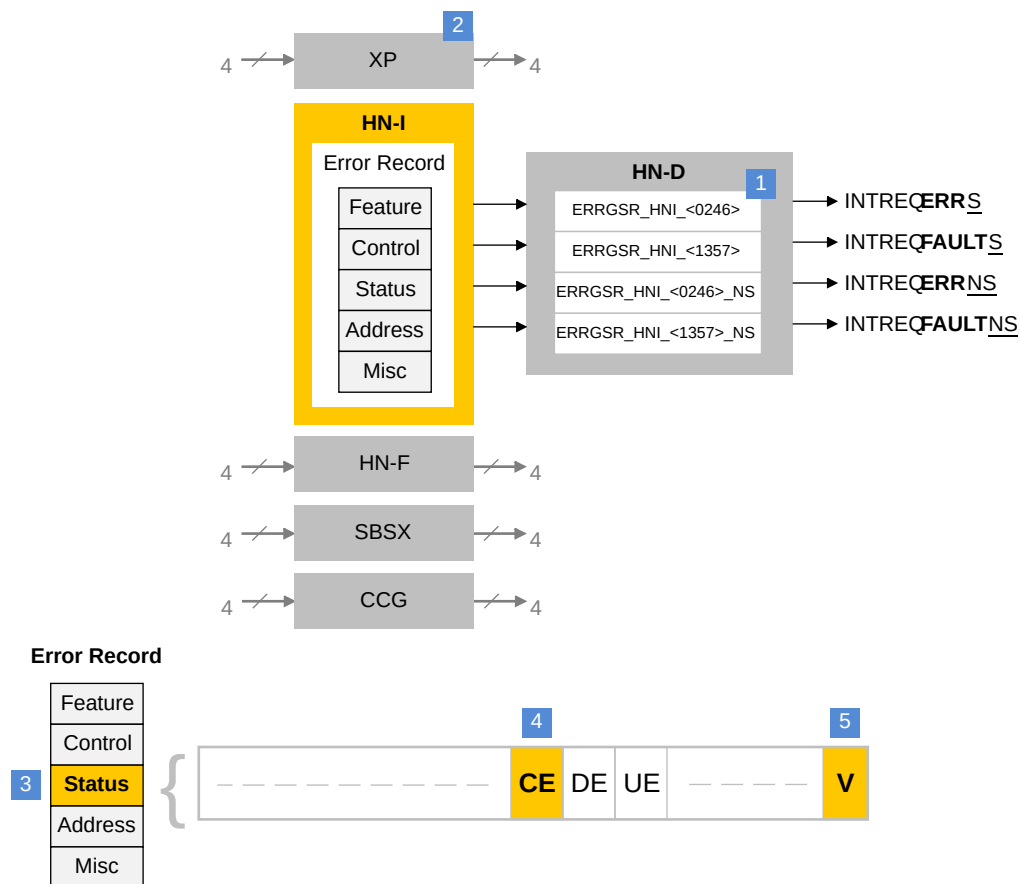 2
4 XP 4
HN-I
Error Record
Feature
Control
Status
Address
Misc
HN-D
1
ERRGSR_HNI_<0246>
ERRGSR_HNI_<1357>
ERRGSR_HNI_<0246>_NS
ERRGSR_HNI_<1357>_NS
INTREQERRS
INTREQFAULTS
INTREQERRNS
INTREQFAULTNS
4 HN-F 4
4 SBSX 4
4 CCG 4
Error Record
Feature
Control
3 Status
Address
Misc
4 5
CE DE UE V